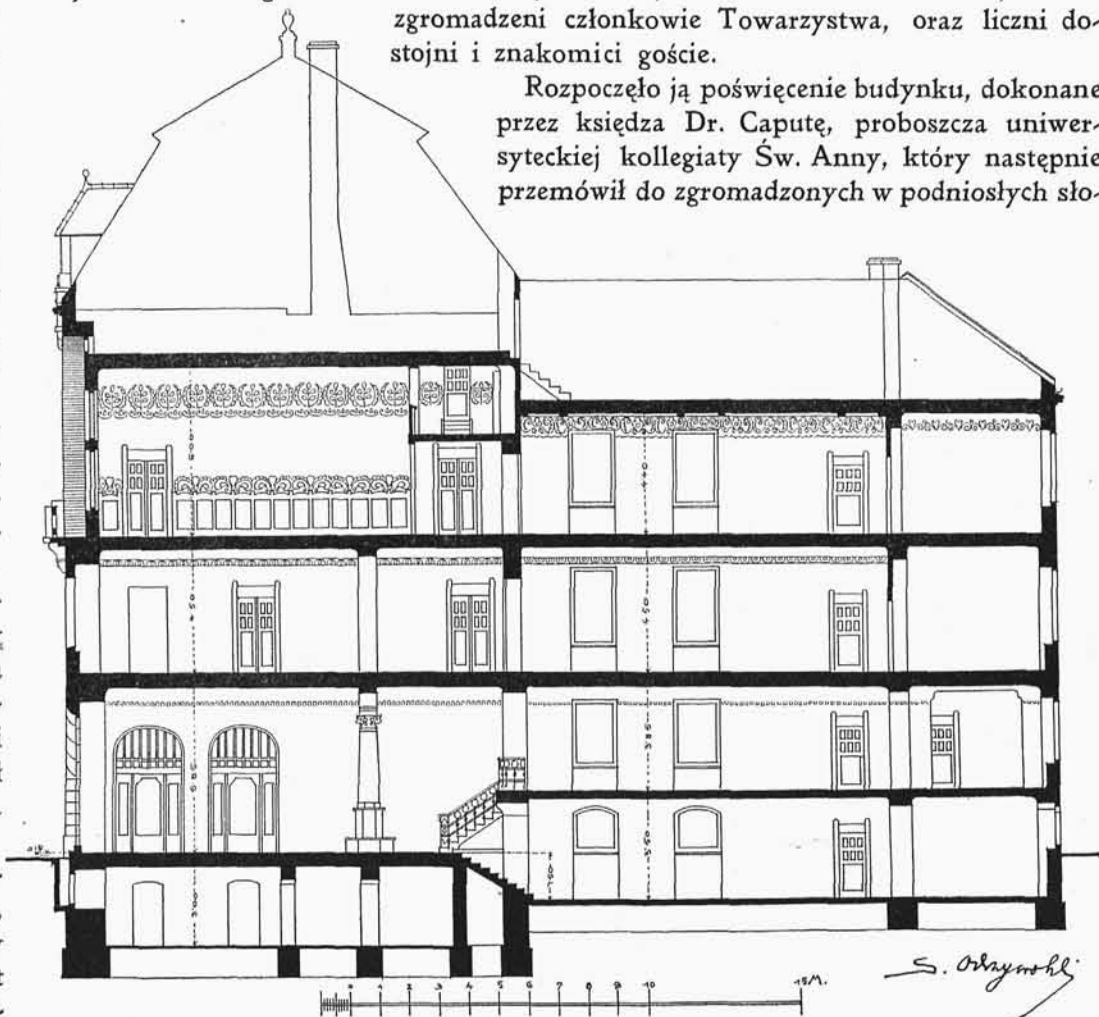 zgromadzeni członkowie Towarzystwa, oraz liczni do-
stojni i znakomici goście.
Rozpoczęło ją poświęcenie budynku, dokonane
przez księdza Dr. Caputę, proboszcza uniwer-
syteckiej kollegiaty Św. Anny, który następnie
przemówił do zgromadzonych w podniosłych sło-
S. Odrzywolski
0 1 2 3 4 5 6 7 8 9 10 15 M.